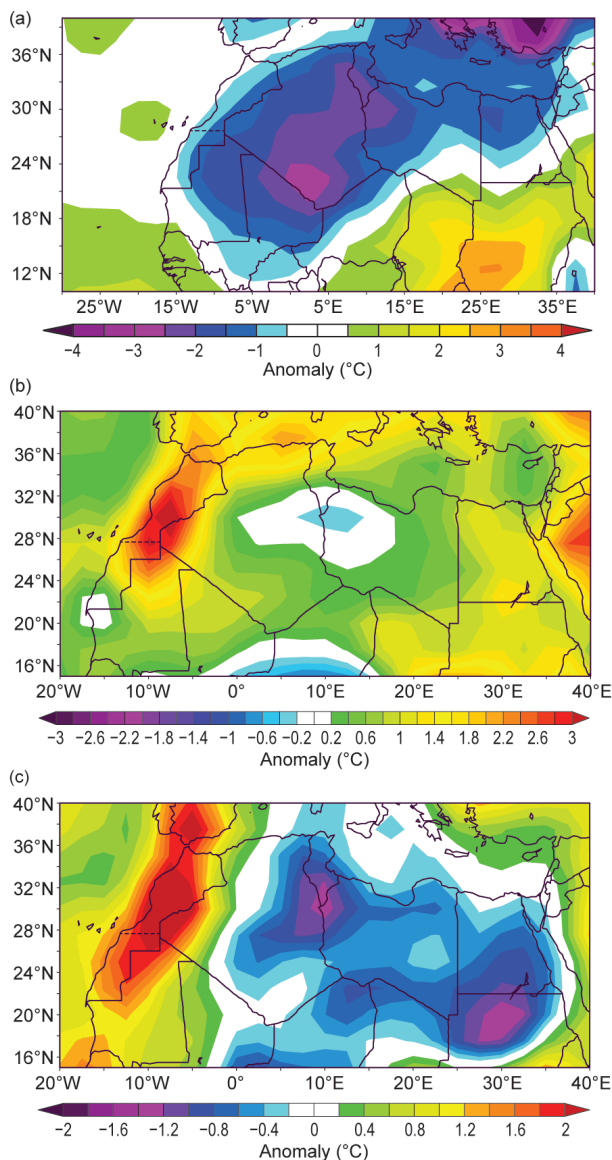 (a)
36°N
30°N
24°N
18°N
12°N
25°W 15°W 5°W 5°E 15°E 25°E 35°E
−4 −3 −2 −1 0 1 2 3 4
Anomaly (°C)
(b)
40°N
36°N
32°N
28°N
24°N
20°N
16°N
20°W 10°W 0° 10°E 20°E 30°E 40°E
−3 −2.6 −2.2 −1.8 −1.4 −1 −0.6 −0.2 0.2 0.6 1 1.4 1.8 2.2 2.6 3
Anomaly (°C)
(c)
40°N
36°N
32°N
28°N
24°N
20°N
16°N
20°W 10°W 0° 10°E 20°E 30°E 40°E
−2 −1.6 −1.2 −0.8 −0.4 0 0.4 0.8 1.2 1.6 2
Anomaly (°C)